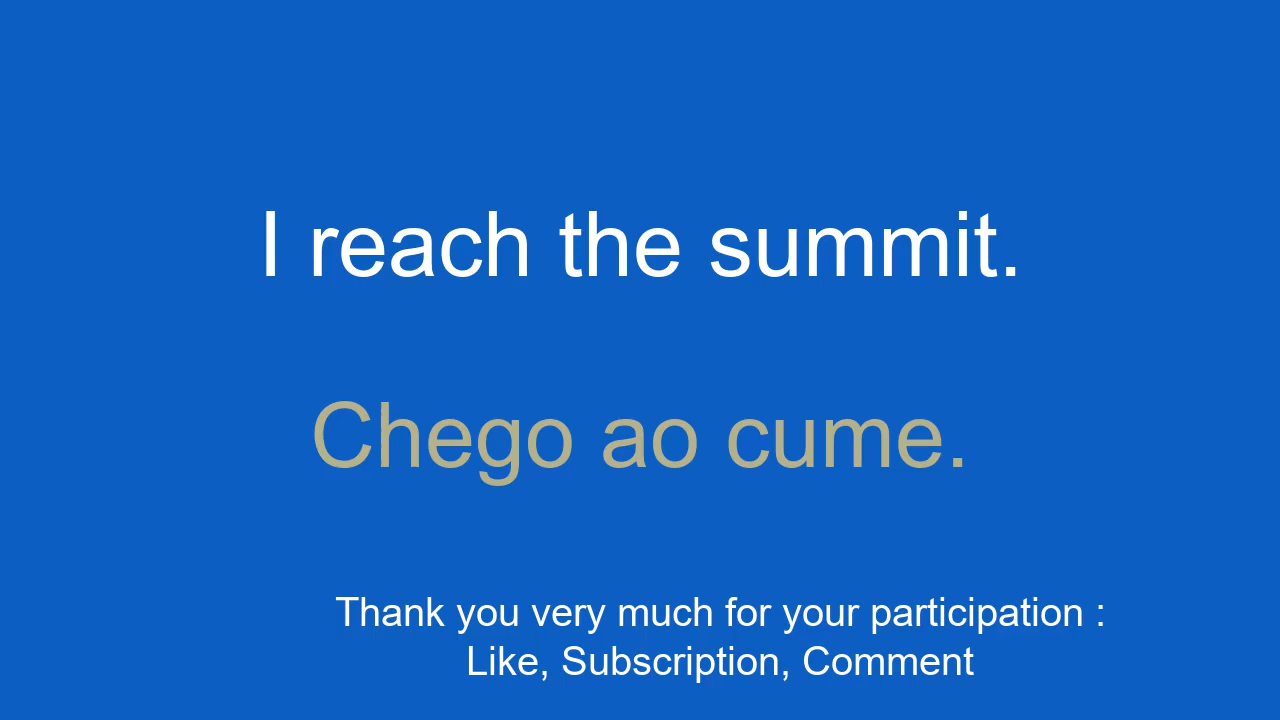 I reach the summit.
Chego ao cume.
Thank you very much for your participation :
Like, Subscription, Comment